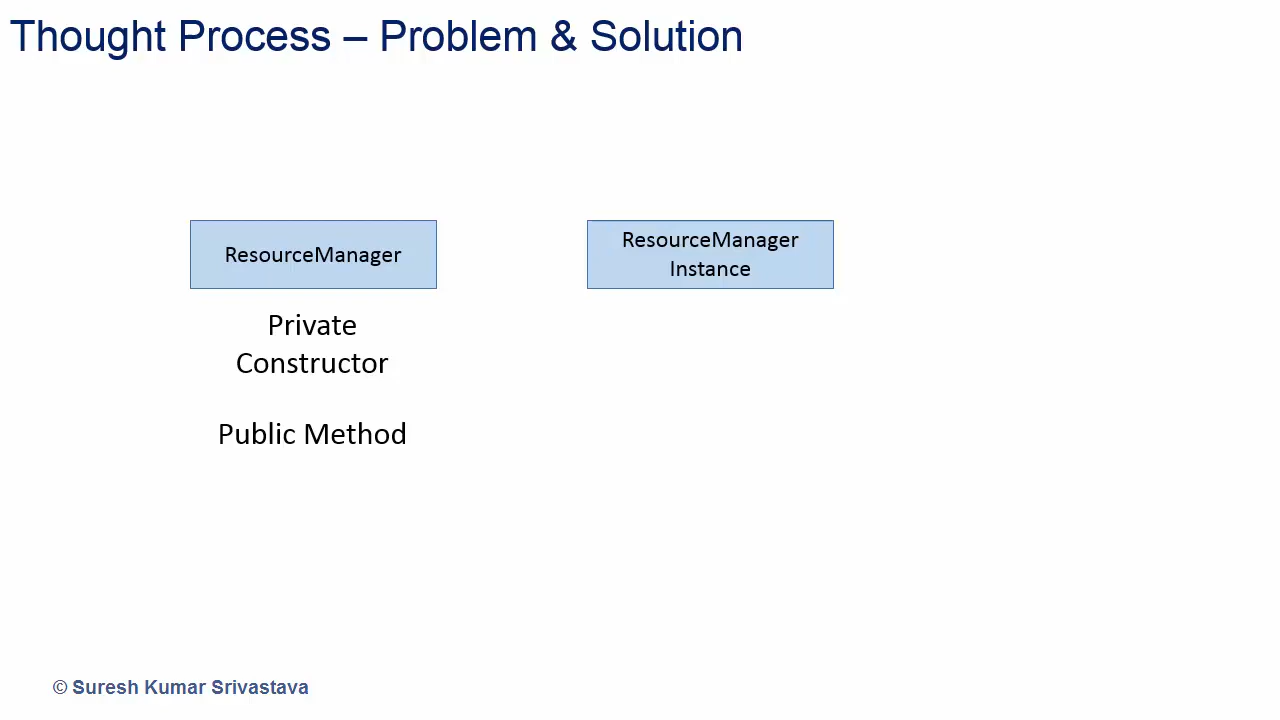 Thought Process – Problem & Solution
ResourceManager
ResourceManager
Instance
Private
Constructor
Public Method
© Suresh Kumar Srivastava